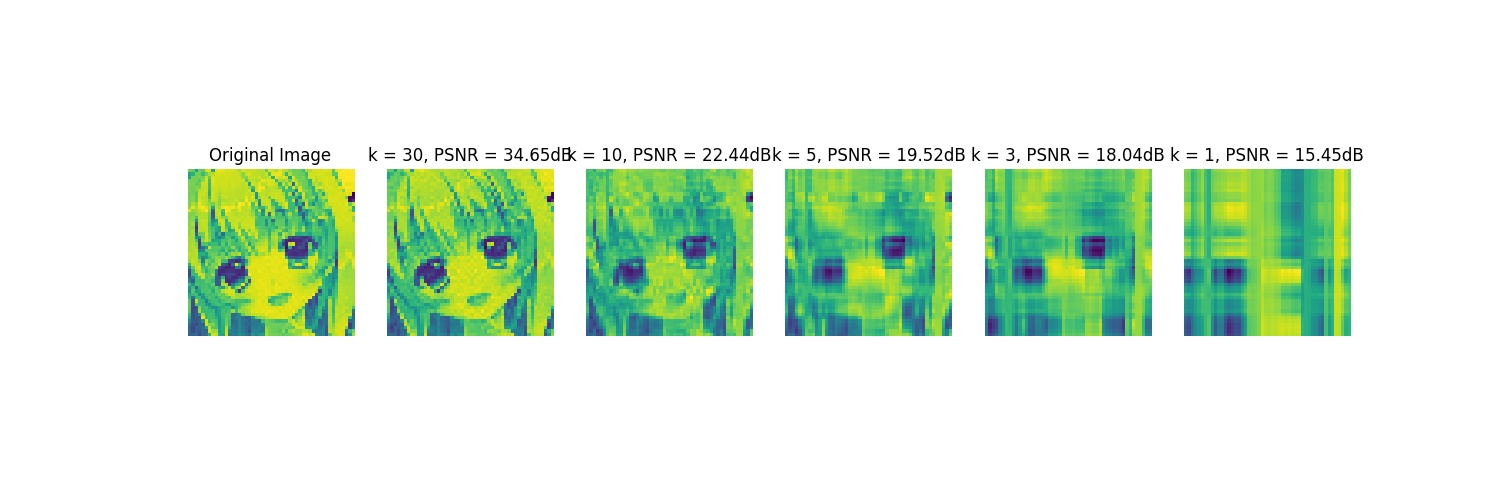 Original Image
k = 30, PSNR = 34.65dB
k = 10, PSNR = 22.44dB
k = 5, PSNR = 19.52dB
k = 3, PSNR = 18.04dB
k = 1, PSNR = 15.45dB